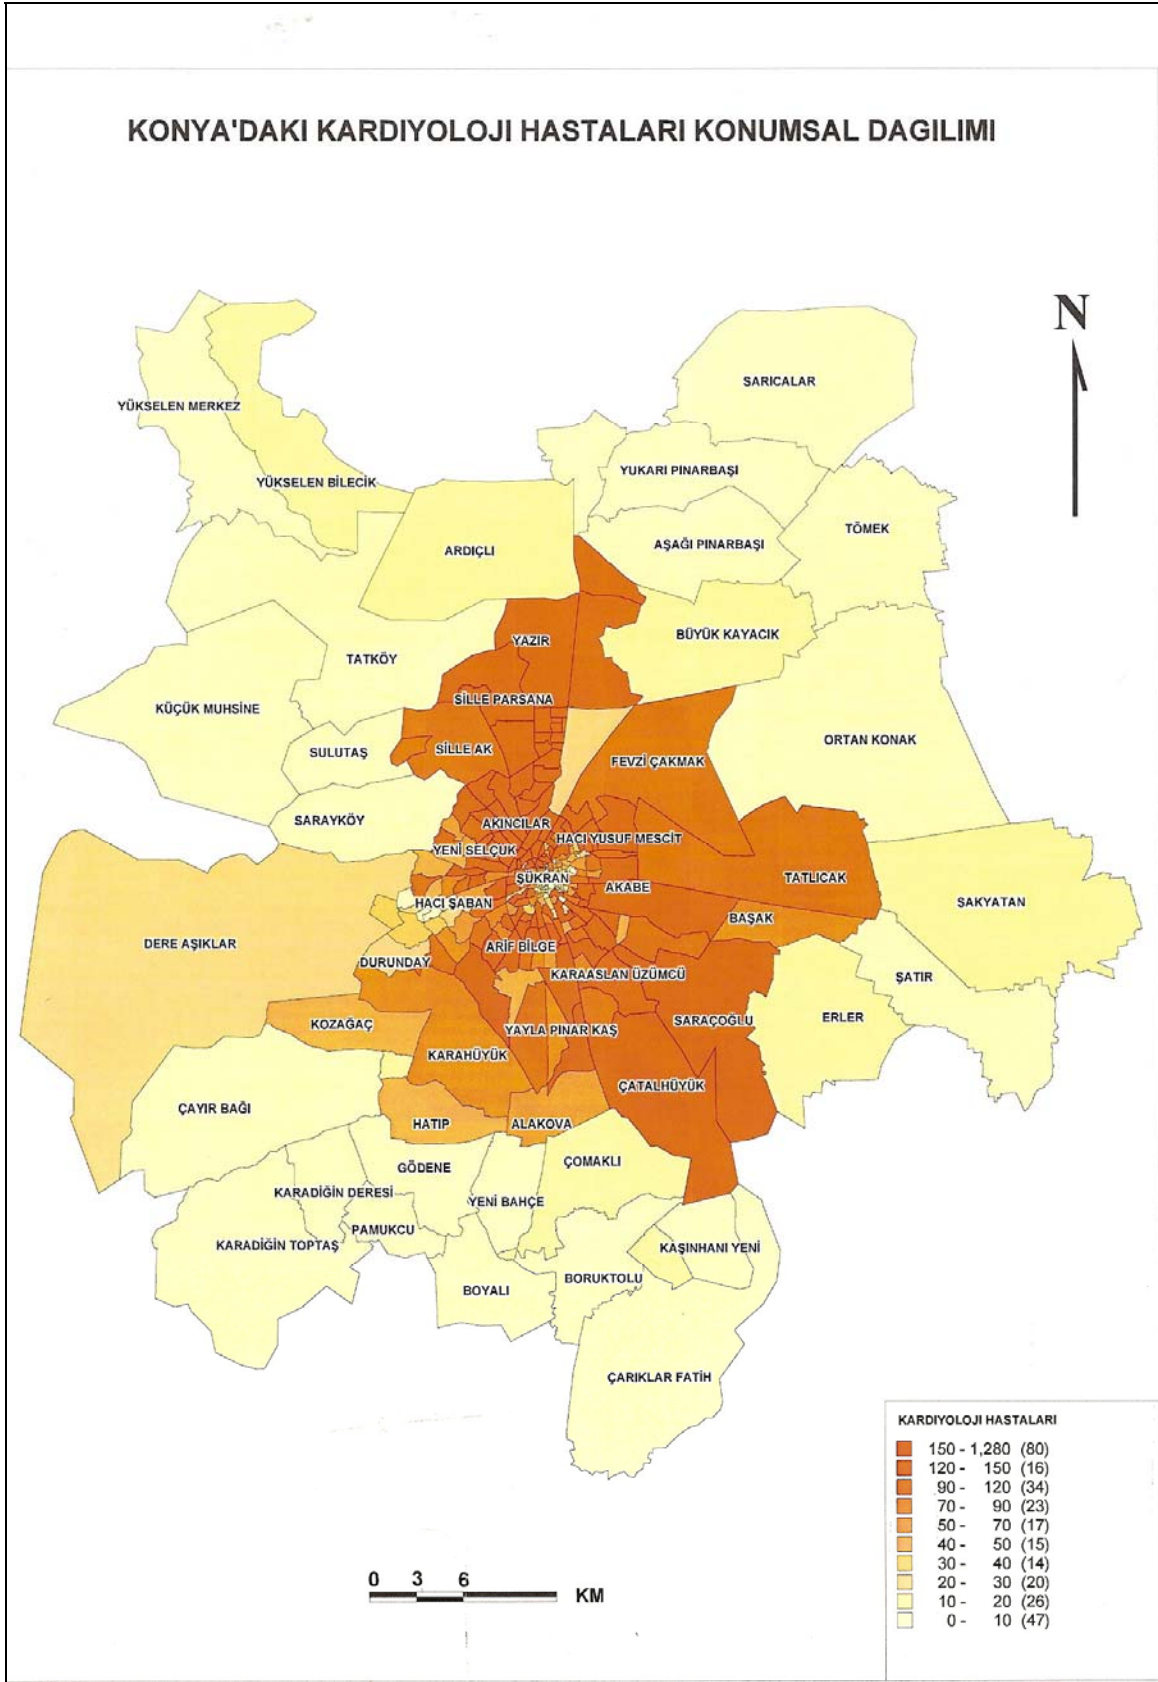 KONYA'DAKI KARDIYOLOJI HASTALARI KONUMSAL DAGILIMI
N
SARICALAR
YÜKSELEN MERKEZ
YUKARI PINARBAŞI
YÜKSELEN BİLECİK
TÖMEK
AŞAĞI PINARBAŞI
ARDIÇLI
BÜYÜK KAYACIK
YAZIR
TATKÖY
SİLLE PARSANA
KÜÇÜK MUHSİNE
ORTAN KONAK
SİLLE AK
SULUTAŞ
FEVZİ ÇAKMAK
SARAYKÖY
AKINCILAR
HACI YUSUF MESCİT
YENİ SELÇUK
ŞÜKRAN
TATLICAK
AKABE
HACI ŞABAN
SAKYATAN
BAŞAK
DERE AŞIKLAR
ARİF BİLGE
DURUNDAY
KARAASLAN ÜZÜMCÜ
ŞATIR
ERLER
SARAÇOĞLU
KOZAĞAÇ
YAYLA PINAR KAŞ
KARAHÜYÜK
ÇATALHÜYÜK
ÇAYIR BAĞI
HATIP
ALAKOVA
ÇOMAKLI
GÖDENE
KARADİĞİN DERESİ
YENİ BAHÇE
PAMUKCU
KARADİĞİN TOPTAŞ
KAŞINHANI YENİ
BORUKTOLU
BOYALI
ÇARIKLAR FATİH
KARDIYOLOJI HASTALARI
150 - 1,280 (80)
120 - 150 (16)
90 - 120 (34)
70 - 90 (23)
50 - 70 (17)
40 - 50 (15)
30 - 40 (14)
20 - 30 (20)
10 - 20 (26)
0 - 10 (47)
0 3 6
KM